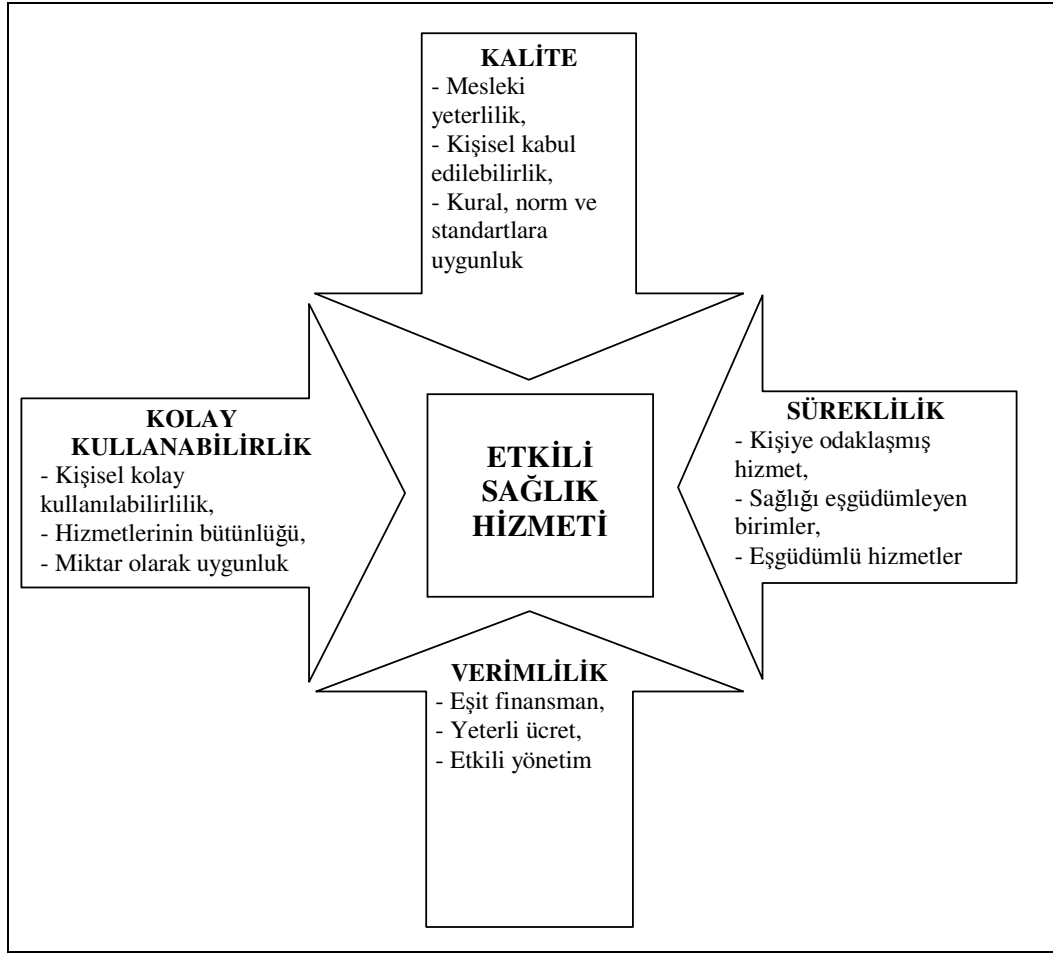 KALİTE
- Mesleki
yeterlilik,
- Kişisel kabul
edilebilirlik,
- Kural, norm ve
standartlara
uygunluk
KOLAY
KULLANABİLİRLİK
- Kişisel kolay
kullanılabilirlilik,
- Hizmetlerinin bütünlüğü,
- Miktar olarak uygunluk
ETKİLİ
SAĞLIK
HİZMETİ
SÜREKLİLİK
- Kişiye odaklaşmış
hizmet,
- Sağlığı eşgüdümleyen
birimler,
- Eşgüdümlü hizmetler
VERİMLİLİK
- Eşit finansman,
- Yeterli ücret,
- Etkili yönetim